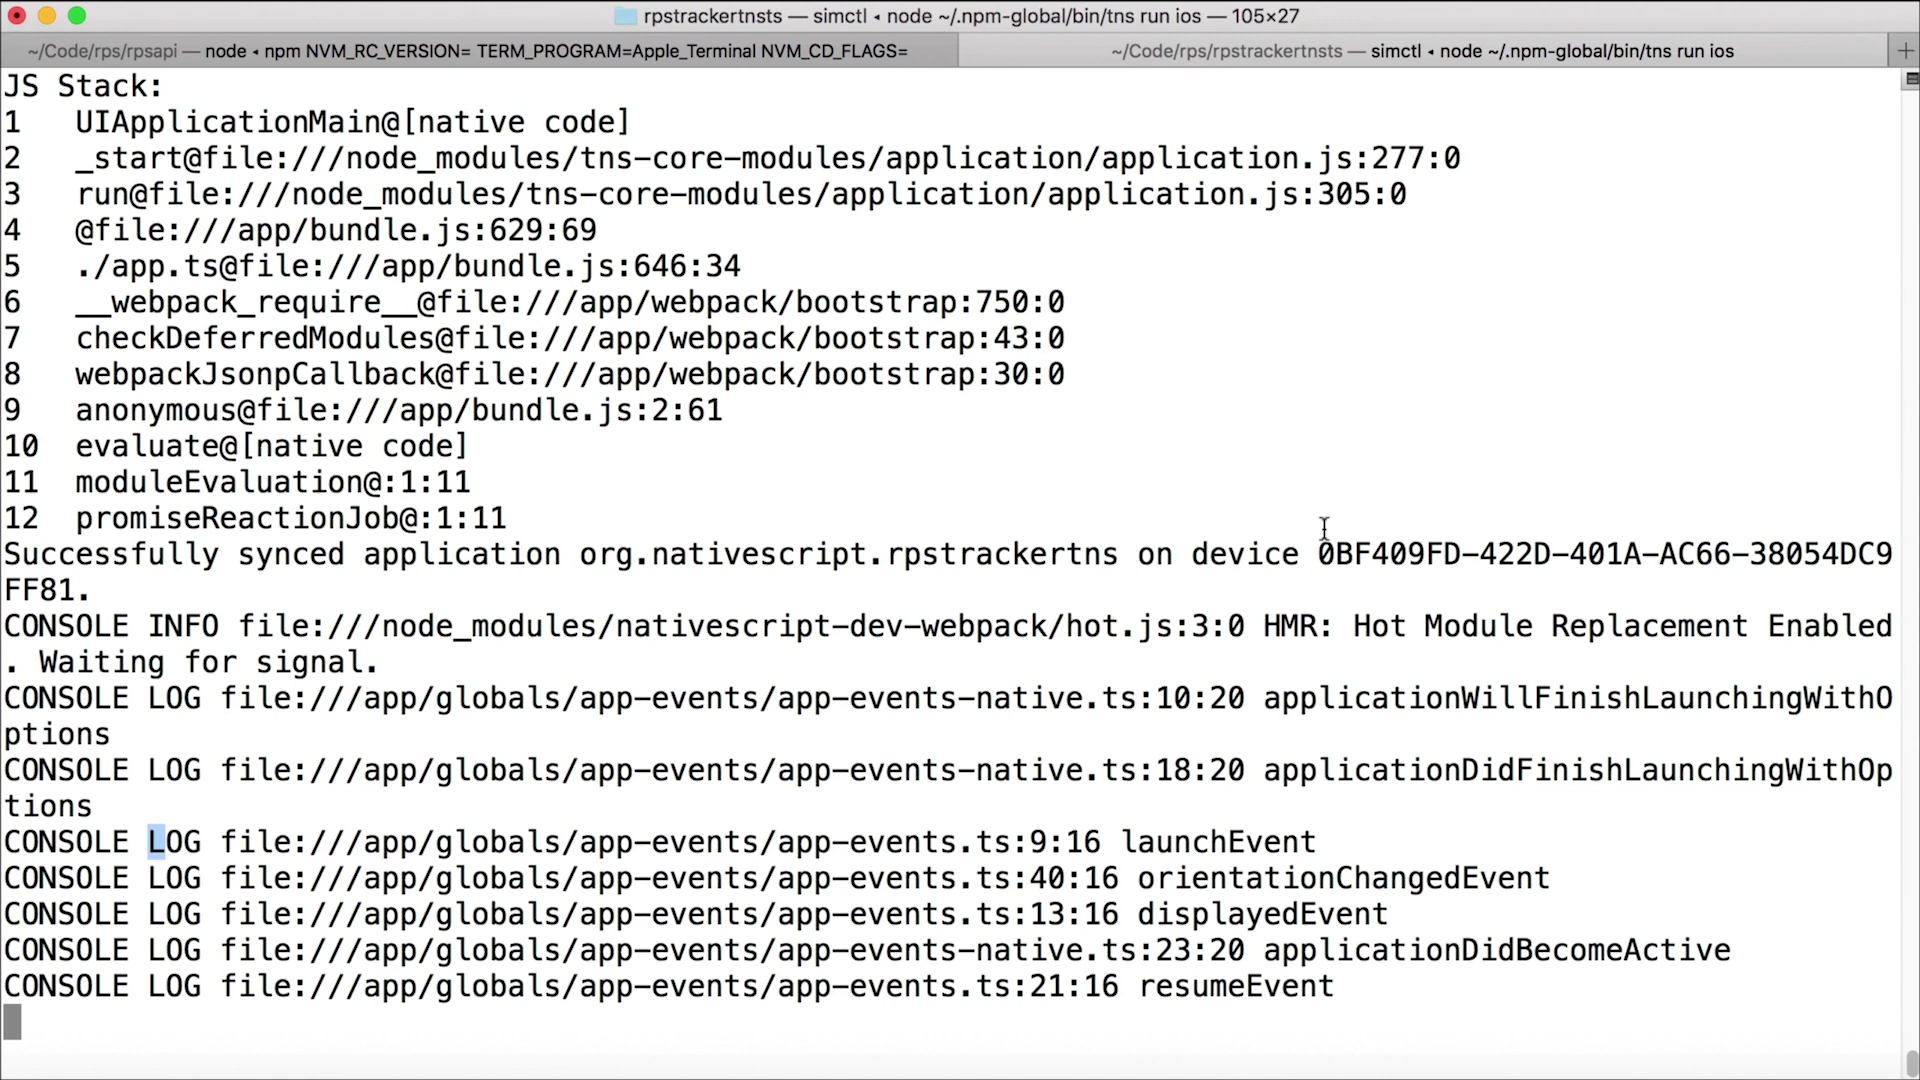 rpstrackertnsts — simctl ◂ node ~/.npm-global/bin/tns run ios — 105×27
~/Code/rps/rpsapi — node ◂ npm NVM_RC_VERSION= TERM_PROGRAM=Apple_Terminal NVM_CD_FLAGS=
~/Code/rps/rpstrackertnsts — simctl ◂ node ~/.npm-global/bin/tns run ios
JS Stack:
1   UIApplicationMain@[native code]
2   _start@file:///node_modules/tns-core-modules/application/application.js:277:0
3   run@file:///node_modules/tns-core-modules/application/application.js:305:0
4   @file:///app/bundle.js:629:69
5   ./app.ts@file:///app/bundle.js:646:34
6   __webpack_require__@file:///app/webpack/bootstrap:750:0
7   checkDeferredModules@file:///app/webpack/bootstrap:43:0
8   webpackJsonpCallback@file:///app/webpack/bootstrap:30:0
9   anonymous@file:///app/bundle.js:2:61
10  evaluate@[native code]
11  moduleEvaluation@:1:11
12  promiseReactionJob@:1:11
Successfully synced application org.nativescript.rpstrackertns on device 0BF409FD-422D-401A-AC66-38054DC9
FF81.
CONSOLE INFO file:///node_modules/nativescript-dev-webpack/hot.js:3:0 HMR: Hot Module Replacement Enabled
. Waiting for signal.
CONSOLE LOG file:///app/globals/app-events/app-events-native.ts:10:20 applicationWillFinishLaunchingWithO
ptions
CONSOLE LOG file:///app/globals/app-events/app-events-native.ts:18:20 applicationDidFinishLaunchingWithOp
tions
CONSOLE LOG file:///app/globals/app-events/app-events.ts:9:16 launchEvent
CONSOLE LOG file:///app/globals/app-events/app-events.ts:40:16 orientationChangedEvent
CONSOLE LOG file:///app/globals/app-events/app-events.ts:13:16 displayedEvent
CONSOLE LOG file:///app/globals/app-events/app-events-native.ts:23:20 applicationDidBecomeActive
CONSOLE LOG file:///app/globals/app-events/app-events.ts:21:16 resumeEvent